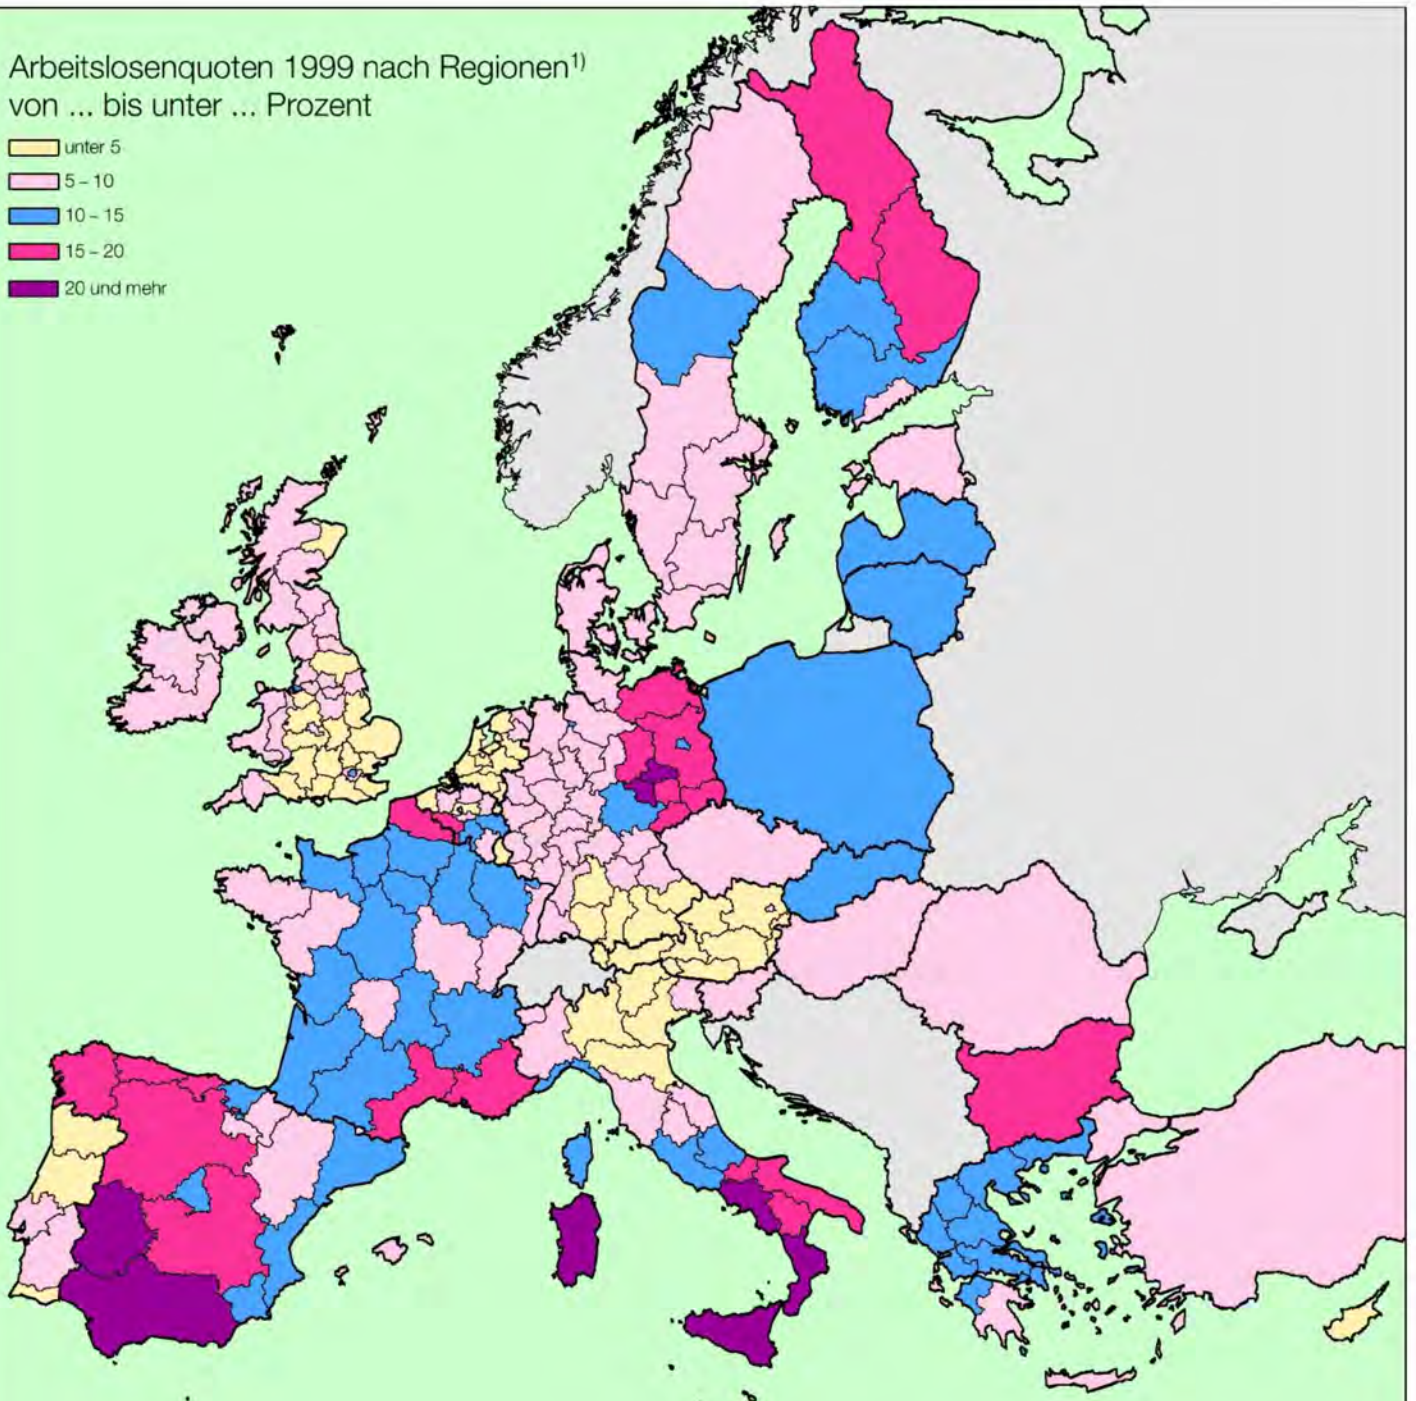 Arbeitslosenquoten 1999 nach Regionen¹⁾
von ... bis unter ... Prozent
unter 5
5 – 10
10 – 15
15 – 20
20 und mehr